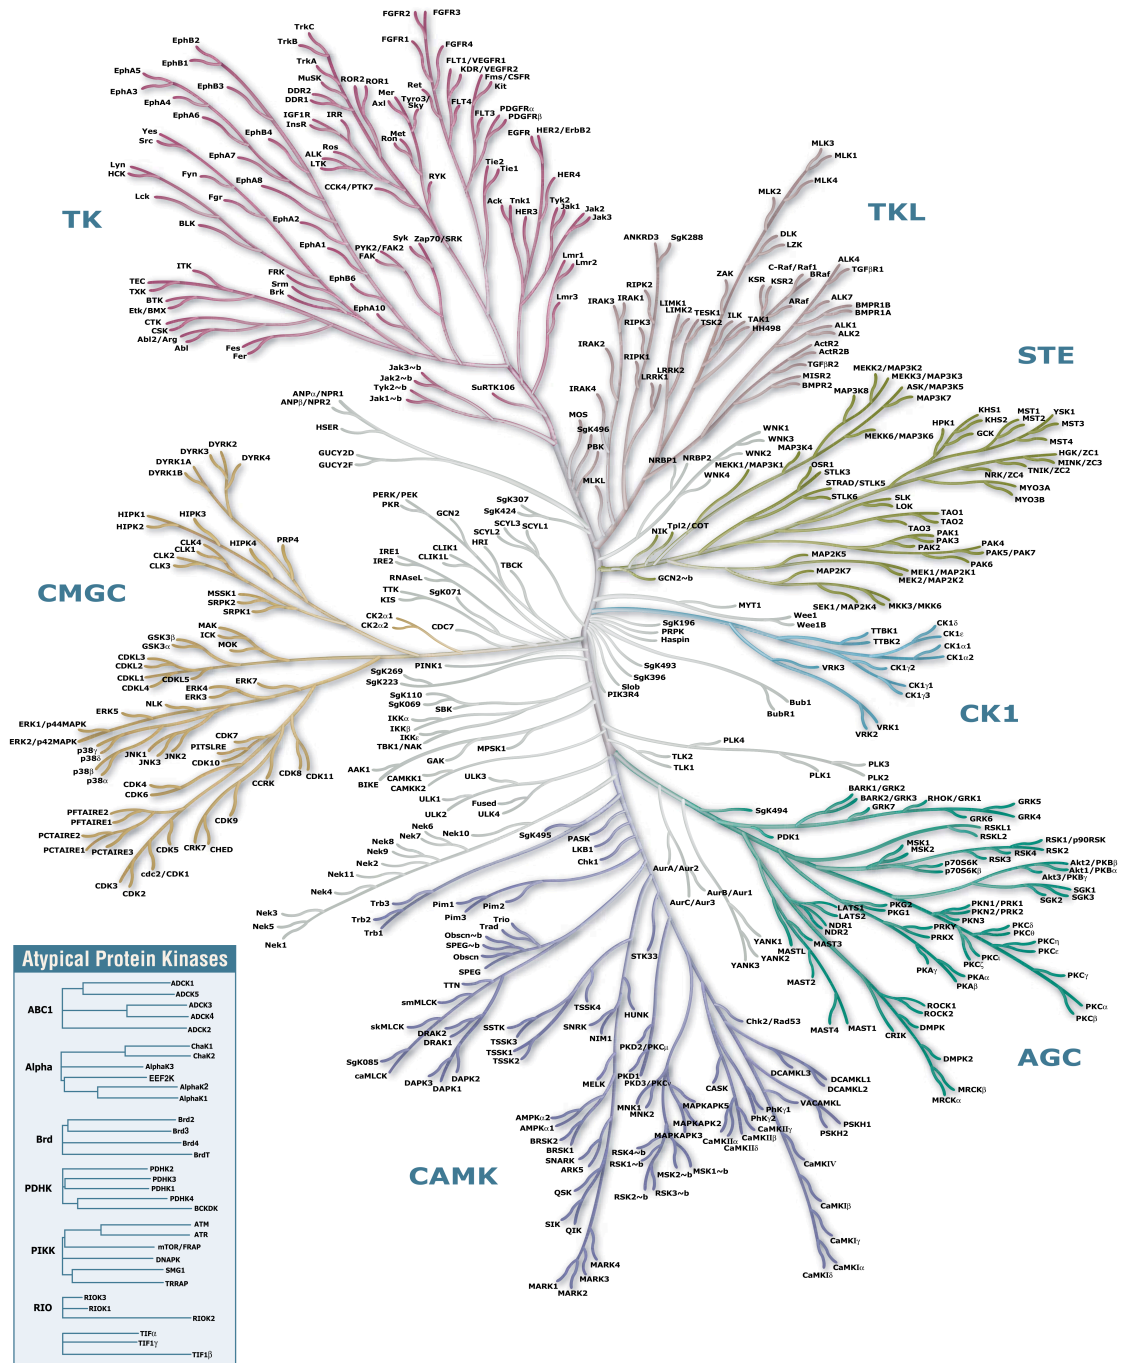 TK
FGFR2
FGFR3
FGFR1
FGFR4
TrkC
TrkB
TrkA
EphB2
EphB1
EphA5
EphA3
EphB3
EphA4
EphA6
MuSK
ROR2
ROR1
DDR2
DDR1
Ret
Mer
Axl
Tyro3/
Sky
FLT1/VEGFR1
KDR/VEGFR2
Fms/CSFR
Kit
FLT4
FLT3
PDGFRα
PDGFRβ
IGF1R
InsR
IRR
Yes
Src
EphB4
Met
Ron
EGFR
HER2/ErbB2
Ros
ALK
LTK
Lyn
HCK
EphA7
Fyn
EphA8
CCK4/PTK7
RYK
Tie2
Tie1
HER4
Lck
Fgr
BLK
EphA2
EphA1
Ack
Tnk1
HER3
Tyk2
Jak1
Jak2
Jak3
Syk
Zap70/SRK
PYK2/FAK2
FAK
Lmr1
Lmr2
Lmr3
ITK
FRK
Srm
Brk
EphB6
EphA10
TEC
TXK
BTK
Etk/BMX
CTK
CSK
Abl2/Arg
Abl
Fes
Fer
Jak3~b
Jak2~b
Tyk2~b
Jak1~b
SuRTK106
TKL
MLK3
MLK1
MLK4
MLK2
ANKRD3
SgK288
DLK
LZK
ZAK
C-Raf/Raf1
KSR
KSR2
BRaf
ALK4
TGFβR1
RIPK2
IRAK3
IRAK1
LIMK1
LIMK2
TESK1
TSK2
ILK
TAK1
HH498
ARaf
ALK7
BMPR1B
BMPR1A
RIPK3
ALK1
ALK2
IRAK2
ActR2
ActR2B
RIPK1
LRRK2
LRRK1
TGFβR2
MISR2
BMPR2
IRAK4
MOS
SgK496
PBK
MLKL
NRBP1
NRBP2
WNK1
WNK3
WNK2
WNK4
STE
MEKK2/MAP3K2
MEKK3/MAP3K3
MAP3K8
ASK/MAP3K5
MAP3K7
MEKK6/MAP3K6
MAP3K4
MEKK1/MAP3K1
HPK1
KHS1
KHS2
GCK
MST1
MST2
YSK1
MST3
MST4
HGK/ZC1
MINK/ZC3
TNIK/ZC2
NRK/ZC4
MYO3A
MYO3B
OSR1
STLK3
STRAD/STLK5
STLK6
SLK
LOK
TAO1
TAO2
TAO3
PAK1
PAK3
PAK2
PAK4
PAK5/PAK7
PAK6
NIK
Tpl2/COT
MAP2K5
MAP2K7
MEK1/MAP2K1
MEK2/MAP2K2
SEK1/MAP2K4
MKK3/MKK6
GCN2~b
ANPα/NPR1
ANPβ/NPR2
HSER
GUCY2D
GUCY2F
PERK/PEK
PKR
GCN2
SgK307
SgK424
SCYL3
SCYL1
SCYL2
HRI
CLIK1
CLIK1L
TBCK
IRE1
IRE2
RNAseL
SgK071
TTK
KIS
CK2α1
CK2α2
CDC7
CMGC
DYRK2
DYRK3
DYRK4
DYRK1A
DYRK1B
HIPK1
HIPK2
HIPK3
HIPK4
PRP4
CLK4
CLK1
CLK2
CLK3
MSSK1
SRPK2
SRPK1
MAK
ICK
MOK
GSK3β
GSK3α
CDKL3
CDKL2
CDKL1
CDKL5
CDKL4
ERK7
ERK4
ERK3
NLK
ERK5
ERK1/p44MAPK
ERK2/p42MAPK
p38γ
p38δ
p38β
p38α
JNK1
JNK3
JNK2
CDK7
PITSLRE
CDK10
CDK8
CDK11
CCRK
CDK4
CDK6
CDK9
PFTAIRE2
PFTAIRE1
PCTAIRE2
PCTAIRE1
PCTAIRE3
CDK5
CRK7
CHED
cdc2/CDK1
CDK3
CDK2
CK1
MYT1
Wee1
Wee1B
SgK196
PRPK
Haspin
TTBK1
TTBK2
CK1δ
CK1ε
CK1α1
CK1α2
CK1γ2
CK1γ1
CK1γ3
VRK3
VRK1
VRK2
SgK493
SgK396
Slob
PIK3R4
Bub1
BubR1
PINK1
SgK269
SgK223
SgK110
SgK069
SBK
IKKα
IKKβ
IKKε
TBK1/NAK
MPSK1
GAK
AAK1
BIKE
CAMKK1
CAMKK2
ULK3
ULK1
ULK2
Fused
ULK4
Nek6
Nek7
Nek10
Nek8
Nek9
Nek2
Nek11
Nek4
Nek3
Nek5
Nek1
PLK4
TLK2
TLK1
PLK3
PLK1
PLK2
AGC
SgK494
PDK1
BARK1/GRK2
BARK2/GRK3
RHOK/GRK1
GRK5
GRK7
GRK6
GRK4
RSKL1
RSKL2
MSK1
MSK2
RSK1/p90RSK
RSK2
RSK4
RSK3
p70S6K
p70S6Kβ
Akt2/PKBβ
Akt1/PKBα
Akt3/PKBγ
SGK1
SGK3
SGK2
LATS1
LATS2
NDR1
NDR2
PKG2
PKG1
PKN1/PRK1
PKN2/PRK2
PKN3
PRKY
PRKX
PKCδ
PKCθ
PKCη
PKCε
PKCι
PKCζ
PKCγ
PKCα
PKCβ
PKAγ
PKAα
PKAβ
MASTL
MAST3
MAST2
MAST4
MAST1
ROCK1
ROCK2
DMPK
CRIK
DMPK2
MRCKβ
MRCKα
AurA/Aur2
AurB/Aur1
AurC/Aur3
YANK1
YANK2
YANK3
CAMK
SgK495
PASK
LKB1
Chk1
Trb3
Trb2
Trb1
Pim1
Pim2
Pim3
Trio
Trad
Obscn~b
SPEG~b
Obscn
SPEG
STK33
TTN
smMLCK
skMLCK
SgK085
caMLCK
DRAK2
DRAK1
DAPK3
DAPK2
DAPK1
SSTK
TSSK4
TSSK3
TSSK1
TSSK2
SNRK
HUNK
NIM1
PKD2/PKCμ
PKD1
PKD3/PKCν
MELK
MNK1
MNK2
Chk2/Rad53
CASK
MAPKAPK5
MAPKAPK2
MAPKAPK3
DCAMKL3
DCAMKL1
DCAMKL2
VACAMKL
PhKγ1
PhKγ2
PSKH1
PSKH2
CaMKIIγ
CaMKIIα
CaMKIIβ
CaMKIIδ
AMPKα2
AMPKα1
BRSK2
BRSK1
SNARK
ARK5
RSK4~b
RSK1~b
MSK2~b
MSK1~b
RSK2~b
RSK3~b
QSK
SIK
QIK
MARK4
MARK3
MARK1
MARK2
CaMKIV
CaMKIβ
CaMKIγ
CaMKIα
CaMKIδ
Atypical Protein Kinases
ABC1
ADCK1
ADCK5
ADCK3
ADCK4
ADCK2
Alpha
ChaK1
ChaK2
AlphaK3
EEF2K
AlphaK2
AlphaK1
Brd
Brd2
Brd3
Brd4
BrdT
PDHK
PDHK2
PDHK3
PDHK1
PDHK4
BCKDK
PIKK
ATM
ATR
mTOR/FRAP
DNAPK
SMG1
TRRAP
RIO
RIOK3
RIOK1
RIOK2
TIFα
TIF1γ
TIF1β